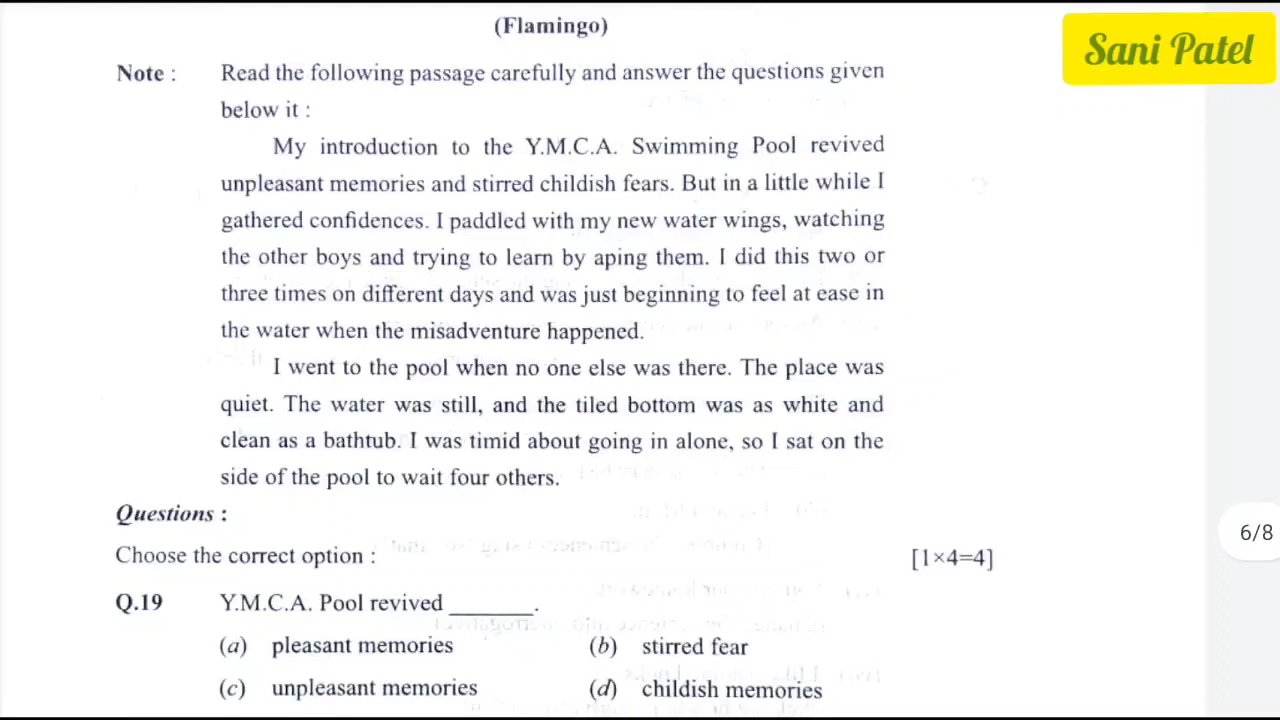 (Flamingo)
Sani Patel
Note : Read the following passage carefully and answer the questions given
below it :
My introduction to the Y.M.C.A. Swimming Pool revived
unpleasant memories and stirred childish fears. But in a little while I
gathered confidences. I paddled with my new water wings, watching
the other boys and trying to learn by aping them. I did this two or
three times on different days and was just beginning to feel at ease in
the water when the misadventure happened.
I went to the pool when no one else was there. The place was
quiet. The water was still, and the tiled bottom was as white and
clean as a bathtub. I was timid about going in alone, so I sat on the
side of the pool to wait four others.
Questions :
6/8
Choose the correct option : [1×4=4]
Q.19 Y.M.C.A. Pool revived _______.
(a) pleasant memories (b) stirred fear
(c) unpleasant memories (d) childish memories